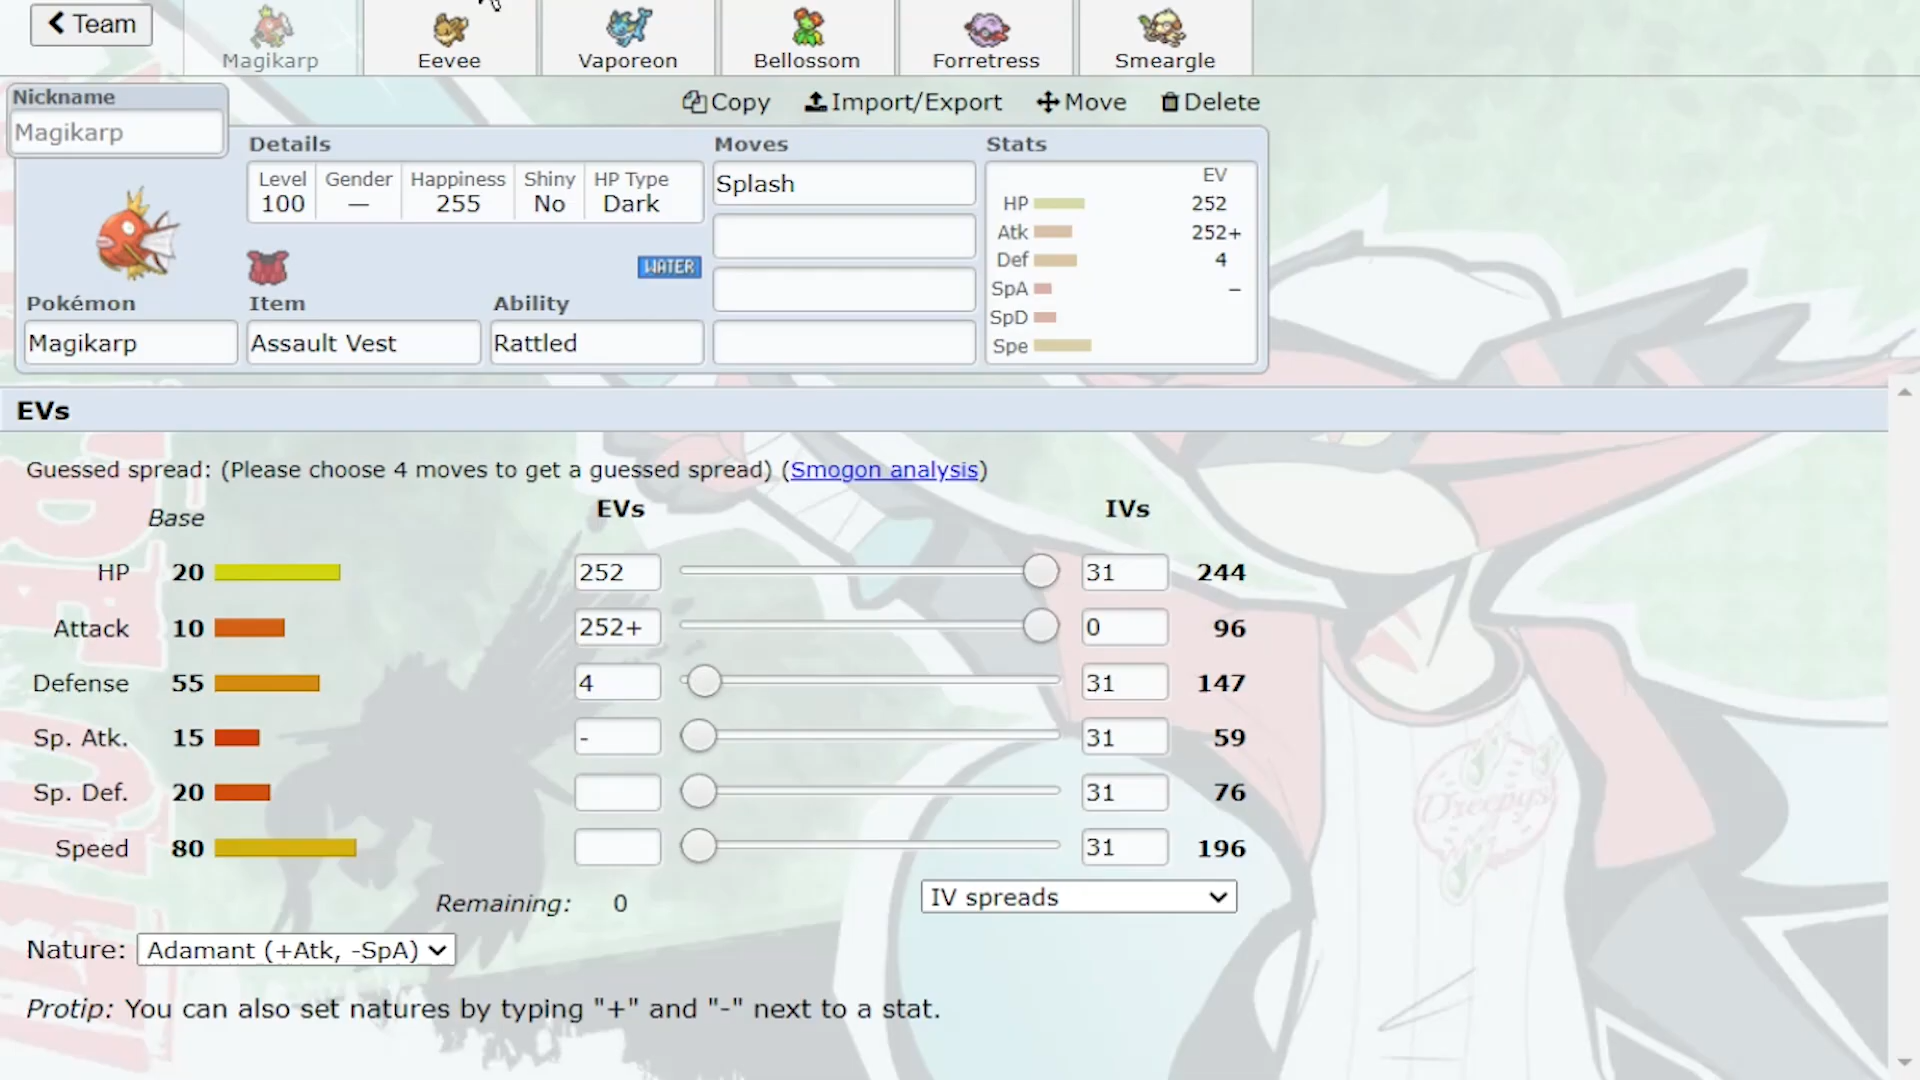 Team
Magikarp
Eevee
Vaporeon
Bellossom
Forretress
Smeargle
Nickname
Magikarp
Copy
Import/Export
Move
Delete
Details
Level
100
Gender
—
Happiness
255
Shiny
No
HP Type
Dark
WATER
Pokémon
Magikarp
Item
Assault Vest
Ability
Rattled
Moves
Splash
Stats
EV
HP 252
Atk 252+
Def 4
SpA –
SpD
Spe
EVs
Guessed spread: (Please choose 4 moves to get a guessed spread) (Smogon analysis)
Base EVs IVs
HP 20 252 31 244
Attack 10 252+ 0 96
Defense 55 4 31 147
Sp. Atk. 15 - 31 59
Sp. Def. 20 31 76
Speed 80 31 196
Remaining: 0
IV spreads
Nature: Adamant (+Atk, -SpA)
Protip: You can also set natures by typing "+" and "-" next to a stat.
Dreepys